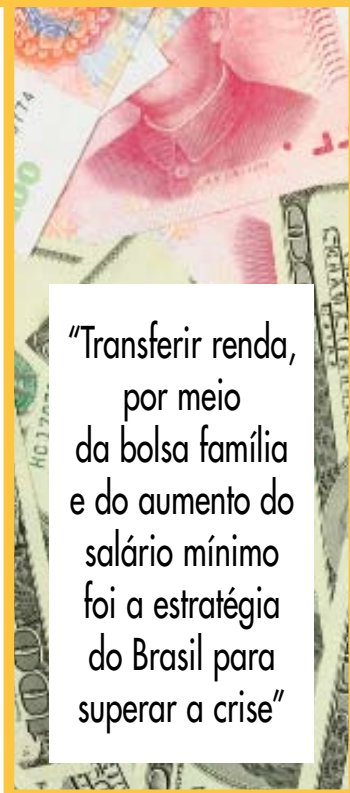 “Transferir renda,
por meio
da bolsa família
e do aumento do
salário mínimo
foi a estratégia
do Brasil para
superar a crise”